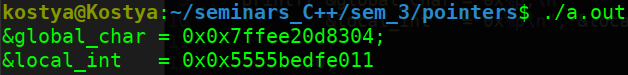 kostya@Kostya:~/seminars_C++/sem_3/pointers$ ./a.out
&global_char = 0x0x7ffee20d8304;
&local_int   = 0x0x5555bedfe011